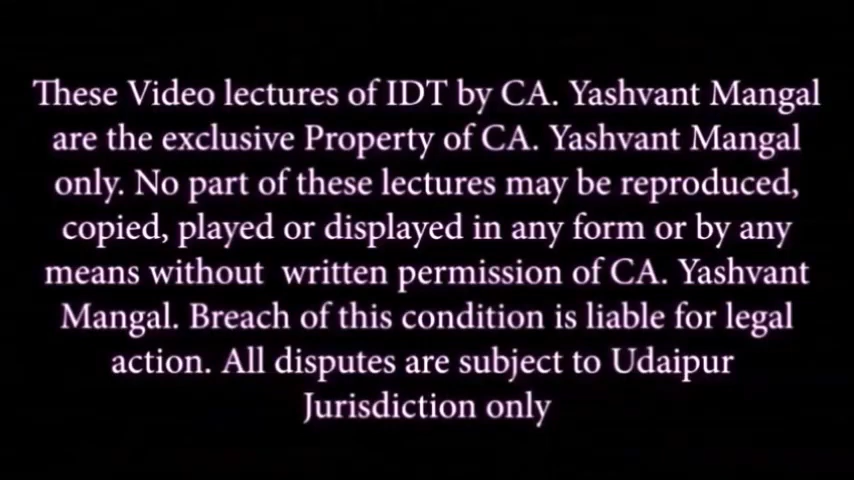 These Video lectures of IDT by CA. Yashvant Mangal
are the exclusive Property of CA. Yashvant Mangal
only. No part of these lectures may be reproduced,
copied, played or displayed in any form or by any
means without  written permission of CA. Yashvant
Mangal. Breach of this condition is liable for legal
action. All disputes are subject to Udaipur
Jurisdiction only